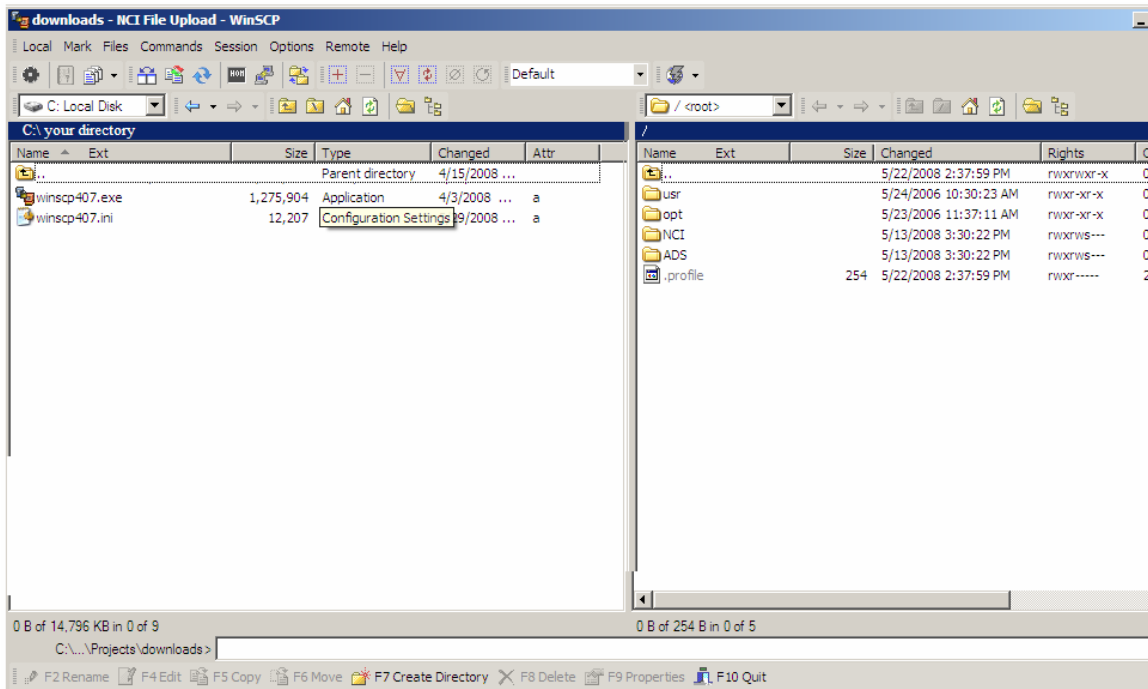 downloads - NCI File Upload - WinSCP
Local Mark Files Commands Session Options Remote Help
Default
C: Local Disk
/ <root>
C:\ your directory
/
Name Ext Size Type Changed Attr
Name Ext Size Changed Rights
.. Parent directory 4/15/2008 ...
winscp407.exe 1,275,904 Application 4/3/2008 ... a
winscp407.ini 12,207 Configuration Settings 29/2008 ... a
.. 5/22/2008 2:37:59 PM rwxrwxr-x
usr 5/24/2006 10:30:23 AM rwxr-xr-x
opt 5/23/2006 11:37:11 AM rwxr-xr-x
NCI 5/13/2008 3:30:22 PM rwxrws---
ADS 5/13/2008 3:30:22 PM rwxrws---
.profile 254 5/22/2008 2:37:59 PM rwxr-----
0 B of 14,796 KB in 0 of 9
0 B of 254 B in 0 of 5
C:\...\Projects\downloads>
F2 Rename F4 Edit F5 Copy F6 Move F7 Create Directory F8 Delete F9 Properties F10 Quit